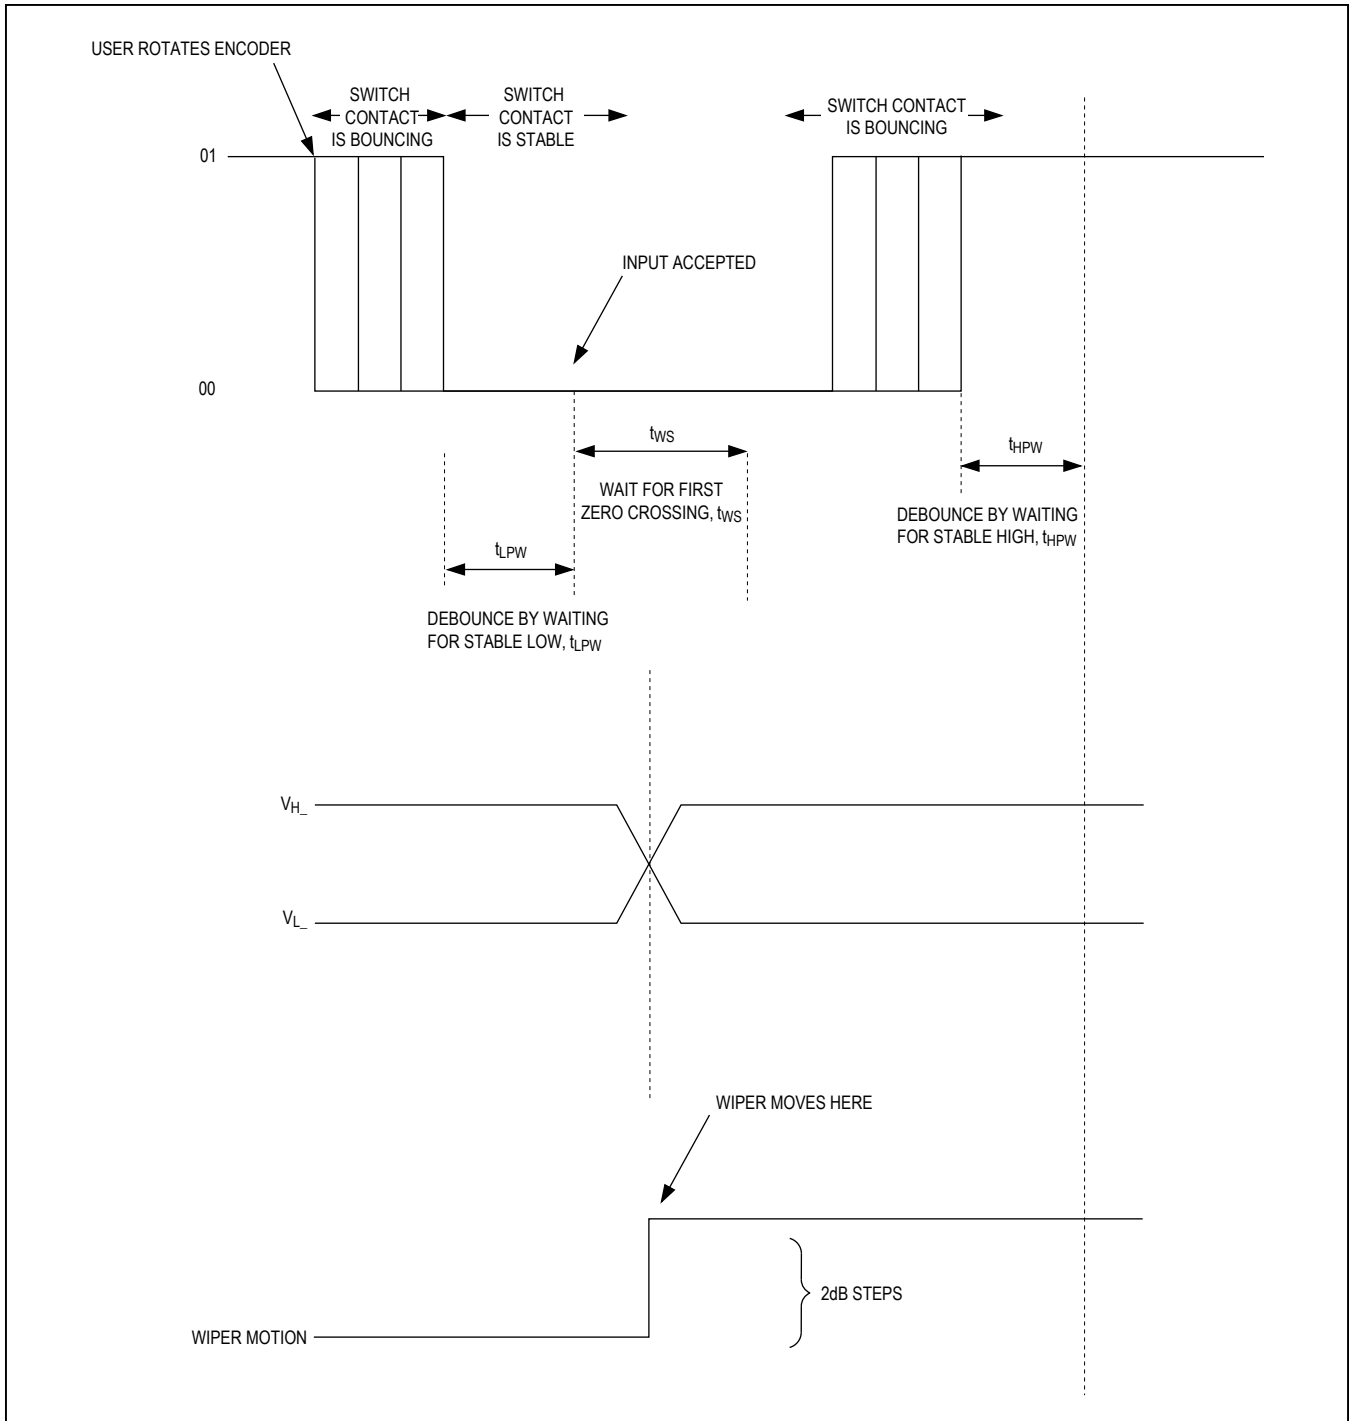 USER ROTATES ENCODER
SWITCH
CONTACT
IS BOUNCING
SWITCH
CONTACT
IS STABLE
SWITCH CONTACT
IS BOUNCING
01
INPUT ACCEPTED
00
tWS
tHPW
WAIT FOR FIRST
ZERO CROSSING, tWS
DEBOUNCE BY WAITING
FOR STABLE HIGH, tHPW
tLPW
DEBOUNCE BY WAITING
FOR STABLE LOW, tLPW
VH_
VL_
WIPER MOVES HERE
2dB STEPS
WIPER MOTION